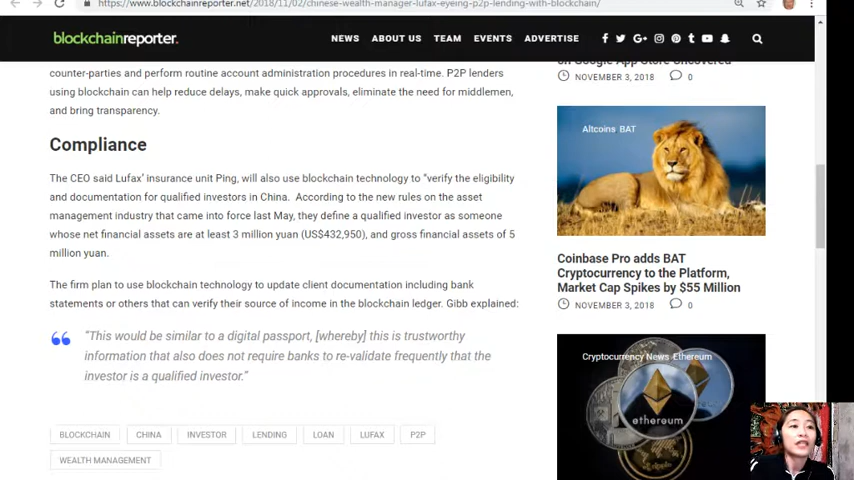 https://www.blockchainreporter.net/2018/11/02/chinese-wealth-manager-lufax-eyeing-p2p-lending-with-blockchain/
blockchainreporter.
NEWS ABOUT US TEAM EVENTS ADVERTISE
counter-parties and perform routine account administration procedures in real-time. P2P lenders
using blockchain can help reduce delays, make quick approvals, eliminate the need for middlemen,
and bring transparency.
Compliance
The CEO said Lufax' insurance unit Ping, will also use blockchain technology to "verify the eligibility
and documentation for qualified investors in China. According to the new rules on the asset
management industry that came into force last May, they define a qualified investor as someone
whose net financial assets are at least 3 million yuan (US$432,950), and gross financial assets of 5
million yuan.
The firm plan to use blockchain technology to update client documentation including bank
statements or others that can verify their source of income in the blockchain ledger. Gibb explained:
"This would be similar to a digital passport, [whereby] this is trustworthy
information that also does not require banks to re-validate frequently that the
investor is a qualified investor."
BLOCKCHAIN CHINA INVESTOR LENDING LOAN LUFAX P2P
WEALTH MANAGEMENT
on Google App Store Uncovered
NOVEMBER 3, 2018 0
Altcoins BAT
Coinbase Pro adds BAT
Cryptocurrency to the Platform,
Market Cap Spikes by $55 Million
NOVEMBER 3, 2018 0
Cryptocurrency News Ethereum
ethereum